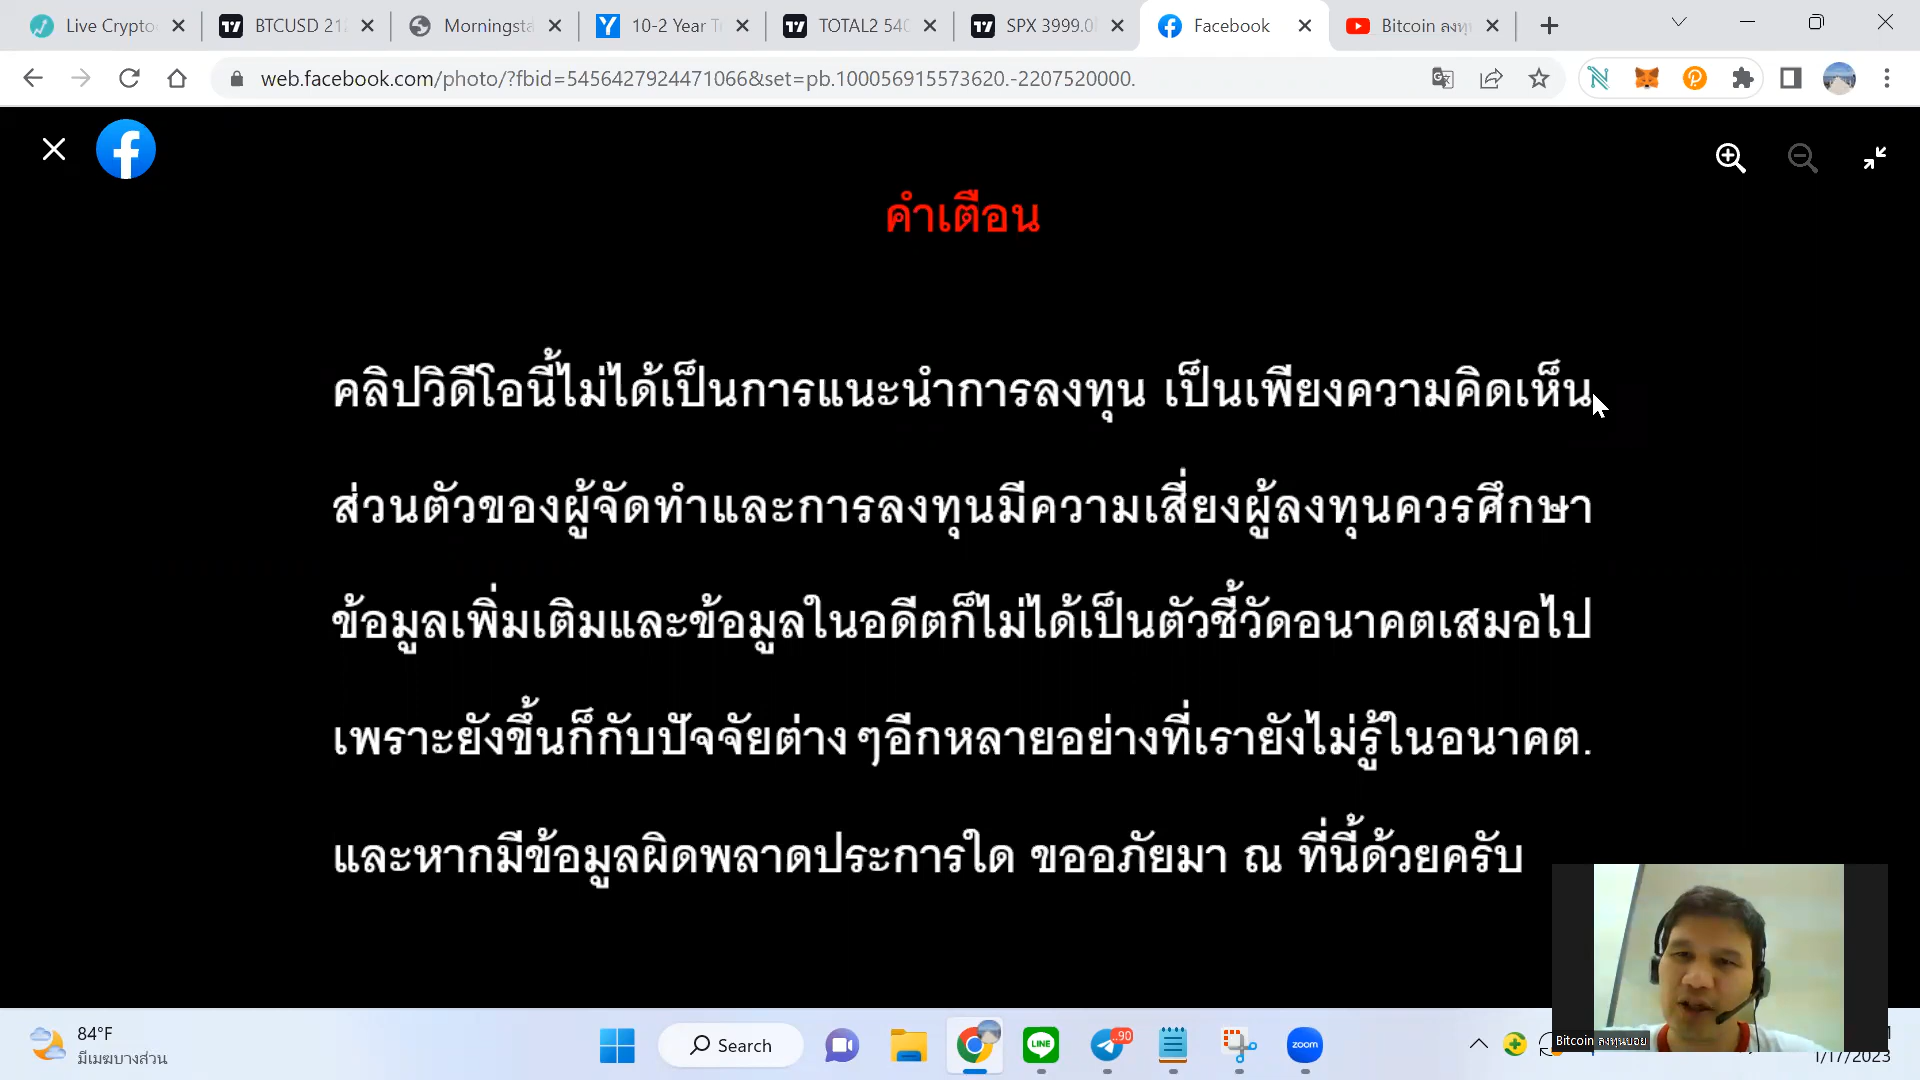 Live Crypto
BTCUSD 21
Morningsta
10-2 Year T
TOTAL2 540
SPX 3999.0
Facebook
Bitcoin ลงทุ
web.facebook.com/photo/?fbid=5456427924471066&set=pb.100056915573620.-2207520000.
คำเตือน
คลิปวิดีโอนี้ไม่ได้เป็นการแนะนำการลงทุน เป็นเพียงความคิดเห็น
ส่วนตัวของผู้จัดทำและการลงทุนมีความเสี่ยงผู้ลงทุนควรศึกษา
ข้อมูลเพิ่มเติมและข้อมูลในอดีตก็ไม่ได้เป็นตัวชี้วัดอนาคตเสมอไป
เพราะยังขึ้นก็กับปัจจัยต่าง ๆอีกหลายอย่างที่เรายังไม่รู้ในอนาคต.
และหากมีข้อมูลผิดพลาดประการใด ขออภัยมา ณ ที่นี้ด้วยครับ
Bitcoin ลงทุนบอย
84°F
มีเมฆบางส่วน
Search
LINE
90
zoom
1/17/2023